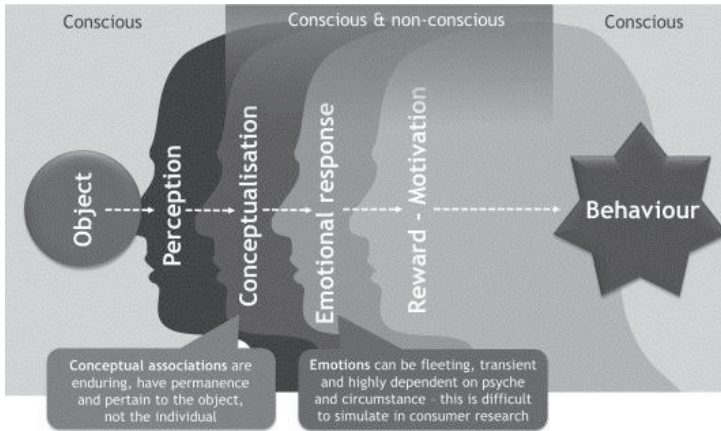 Conscious
Conscious & non-conscious
Conscious
Object
Perception
Conceptualisation
Emotional response
Reward - Motivation
Behaviour
Conceptual associations are
enduring, have permanence
and pertain to the object,
not the individual
Emotions can be fleeting, transient
and highly dependent on psyche
and circumstance – this is difficult
to simulate in consumer research